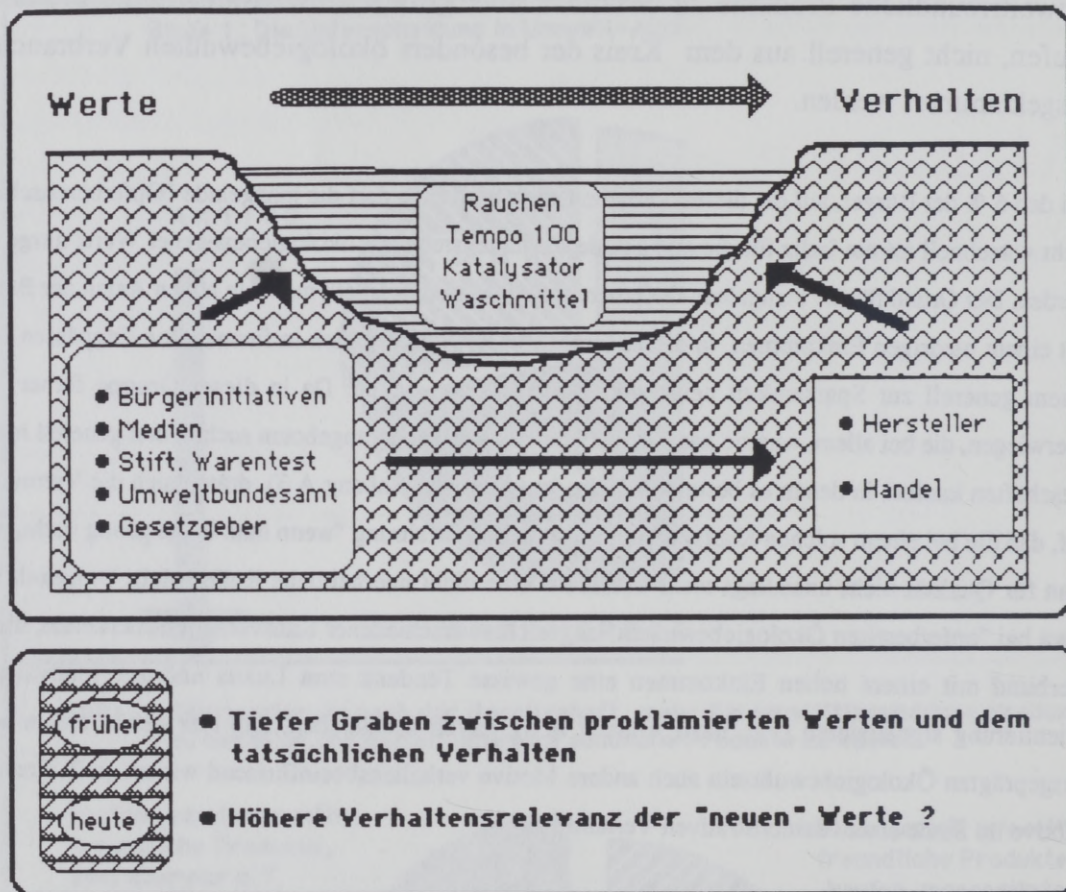 Werte
Verhalten
Rauchen
Tempo 100
Katalysator
Waschmittel
● Bürgerinitiativen
● Medien
● Stift. Warentest
● Umweltbundesamt
● Gesetzgeber
● Hersteller
● Handel
früher
● Tiefer Graben zwischen proklamierten Werten und dem
tatsächlichen Verhalten
heute
● Höhere Verhaltensrelevanz der "neuen" Werte ?